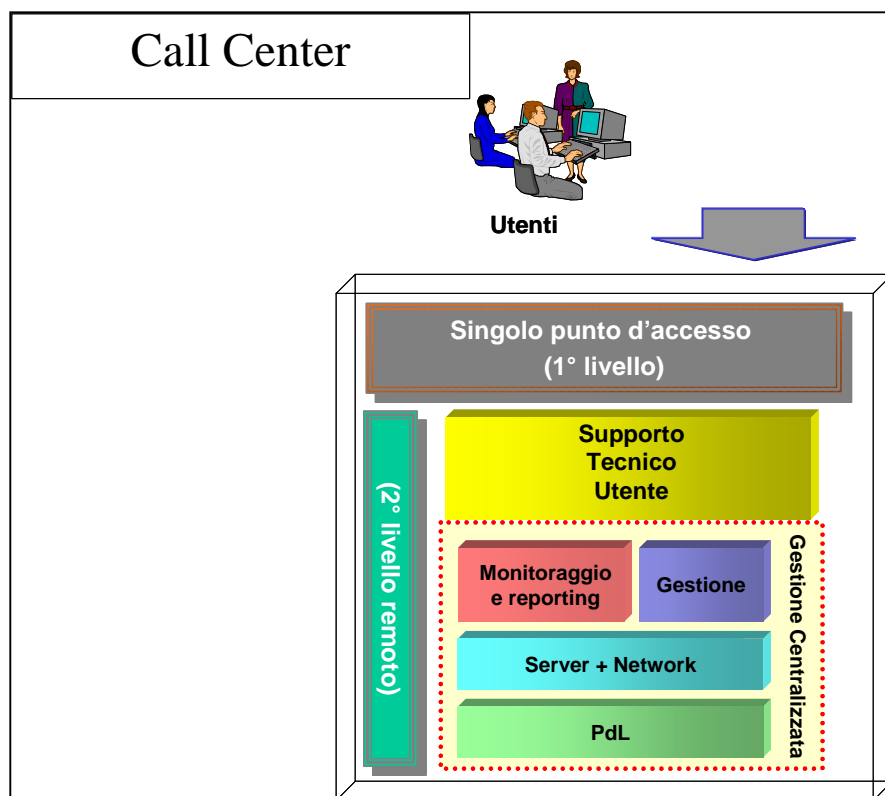 Call Center
Utenti
Singolo punto d’accesso
(1° livello)
(2° livello remoto)
Supporto
Tecnico
Utente
Monitoraggio
e reporting
Gestione
Gestione Centralizzata
Server + Network
PdL